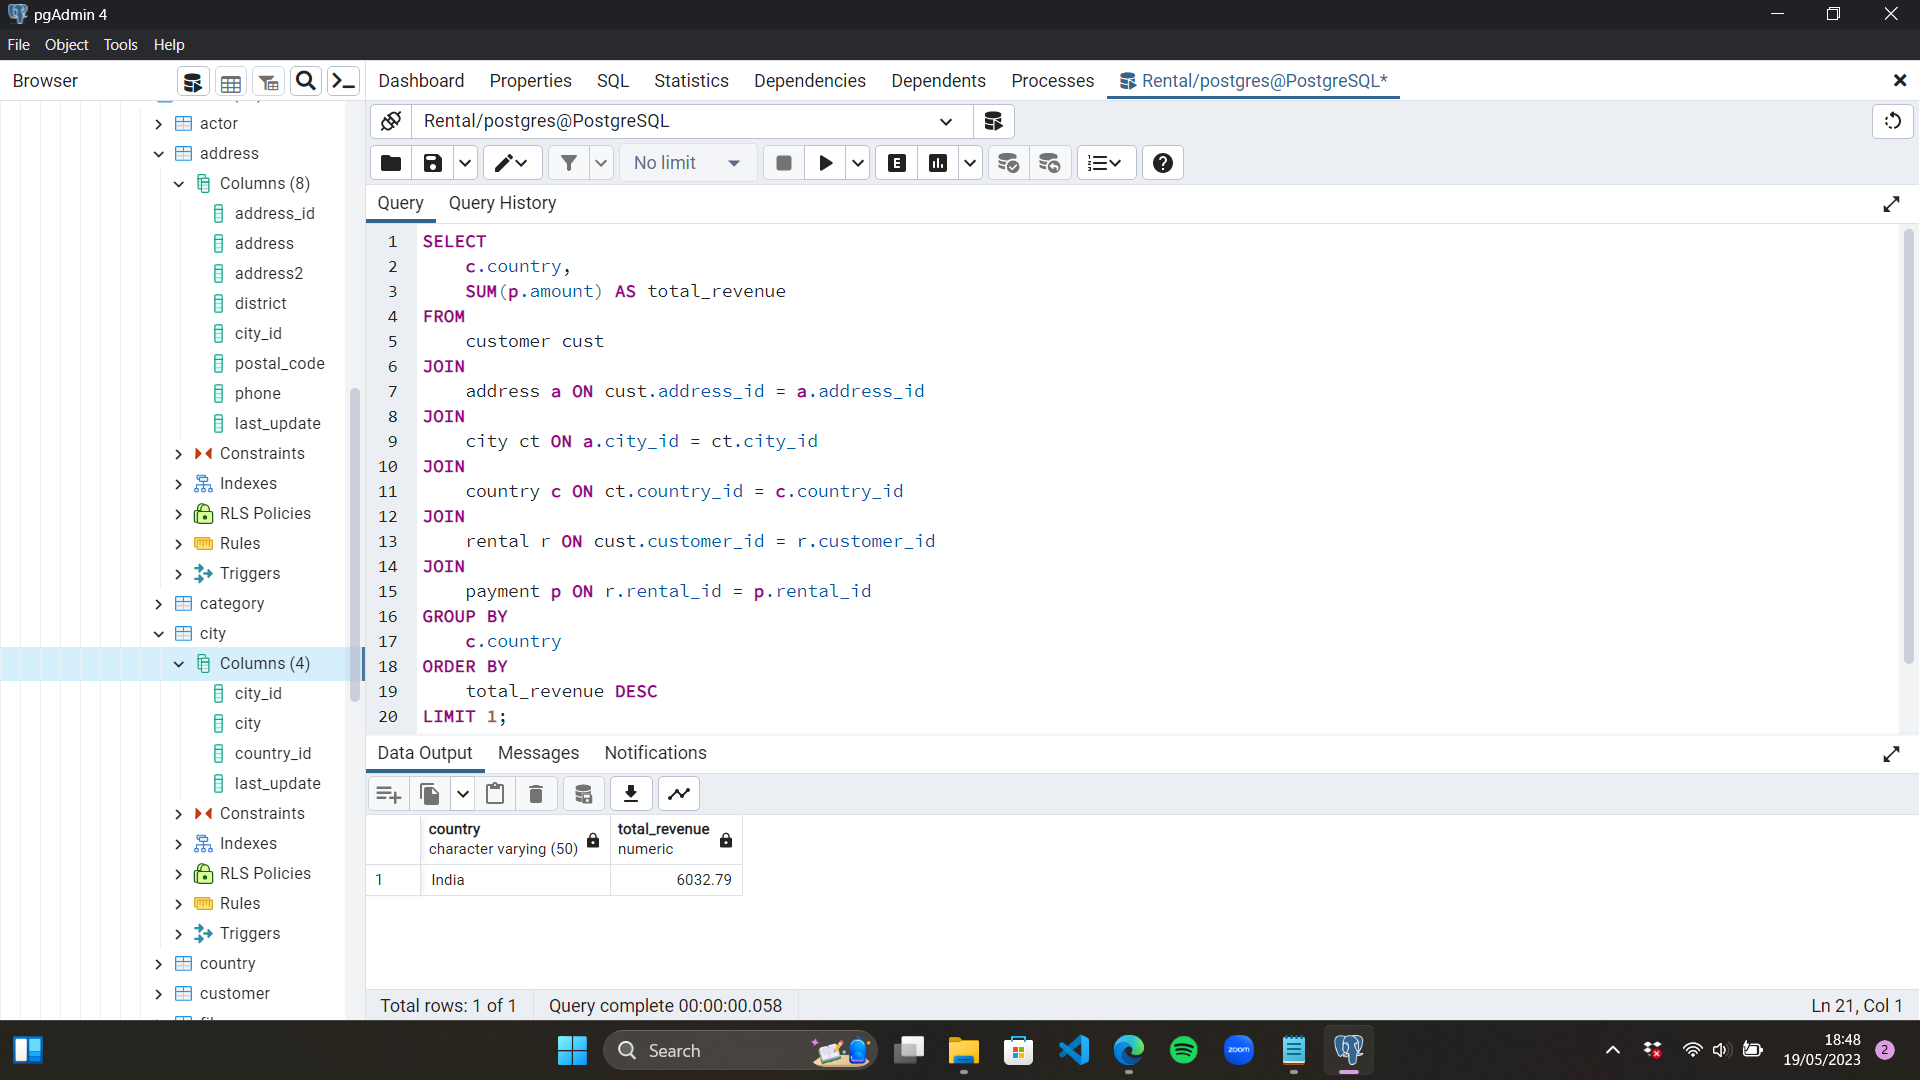 pgAdmin 4
File Object Tools Help
Browser
Dashboard Properties SQL Statistics Dependencies Dependents Processes Rental/postgres@PostgreSQL*
actor
address
Columns (8)
address_id
address
address2
district
city_id
postal_code
phone
last_update
Constraints
Indexes
RLS Policies
Rules
Triggers
category
city
Columns (4)
city_id
city
country_id
last_update
Constraints
Indexes
RLS Policies
Rules
Triggers
country
customer
Rental/postgres@PostgreSQL
No limit
E
Query Query History
1 SELECT
2 c.country,
3 SUM(p.amount) AS total_revenue
4 FROM
5 customer cust
6 JOIN
7 address a ON cust.address_id = a.address_id
8 JOIN
9 city ct ON a.city_id = ct.city_id
10 JOIN
11 country c ON ct.country_id = c.country_id
12 JOIN
13 rental r ON cust.customer_id = r.customer_id
14 JOIN
15 payment p ON r.rental_id = p.rental_id
16 GROUP BY
17 c.country
18 ORDER BY
19 total_revenue DESC
20 LIMIT 1;
Data Output Messages Notifications
country total_revenue
character varying (50) numeric
1 India 6032.79
Total rows: 1 of 1 Query complete 00:00:00.058 Ln 21, Col 1
Search
zoom
18:48
19/05/2023
2